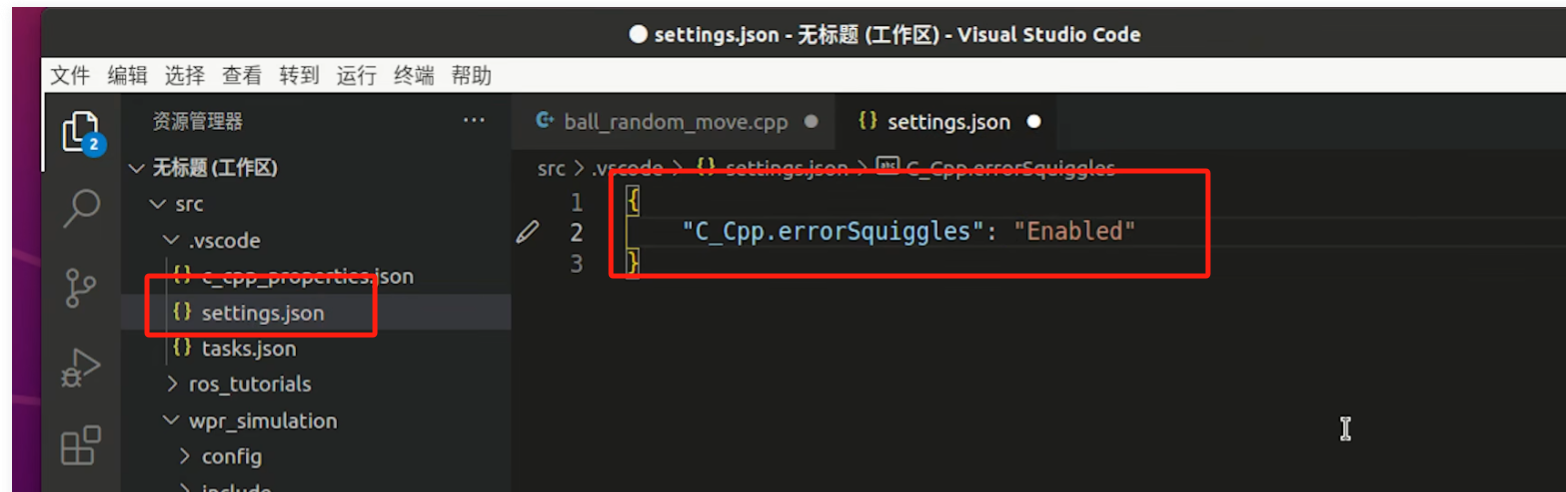 settings.json - 无标题 (工作区) - Visual Studio Code
文件 编辑 选择 查看 转到 运行 终端 帮助
资源管理器 ···
ball_random_move.cpp
settings.json
2
无标题 (工作区)
src > .vscode > {} settings.json > abc C_Cpp.errorSquiggles
src
1 {
2 "C_Cpp.errorSquiggles": "Enabled"
3 }
.vscode
{} c_cpp_properties.json
{} settings.json
{} tasks.json
> ros_tutorials
wpr_simulation
> config
> include